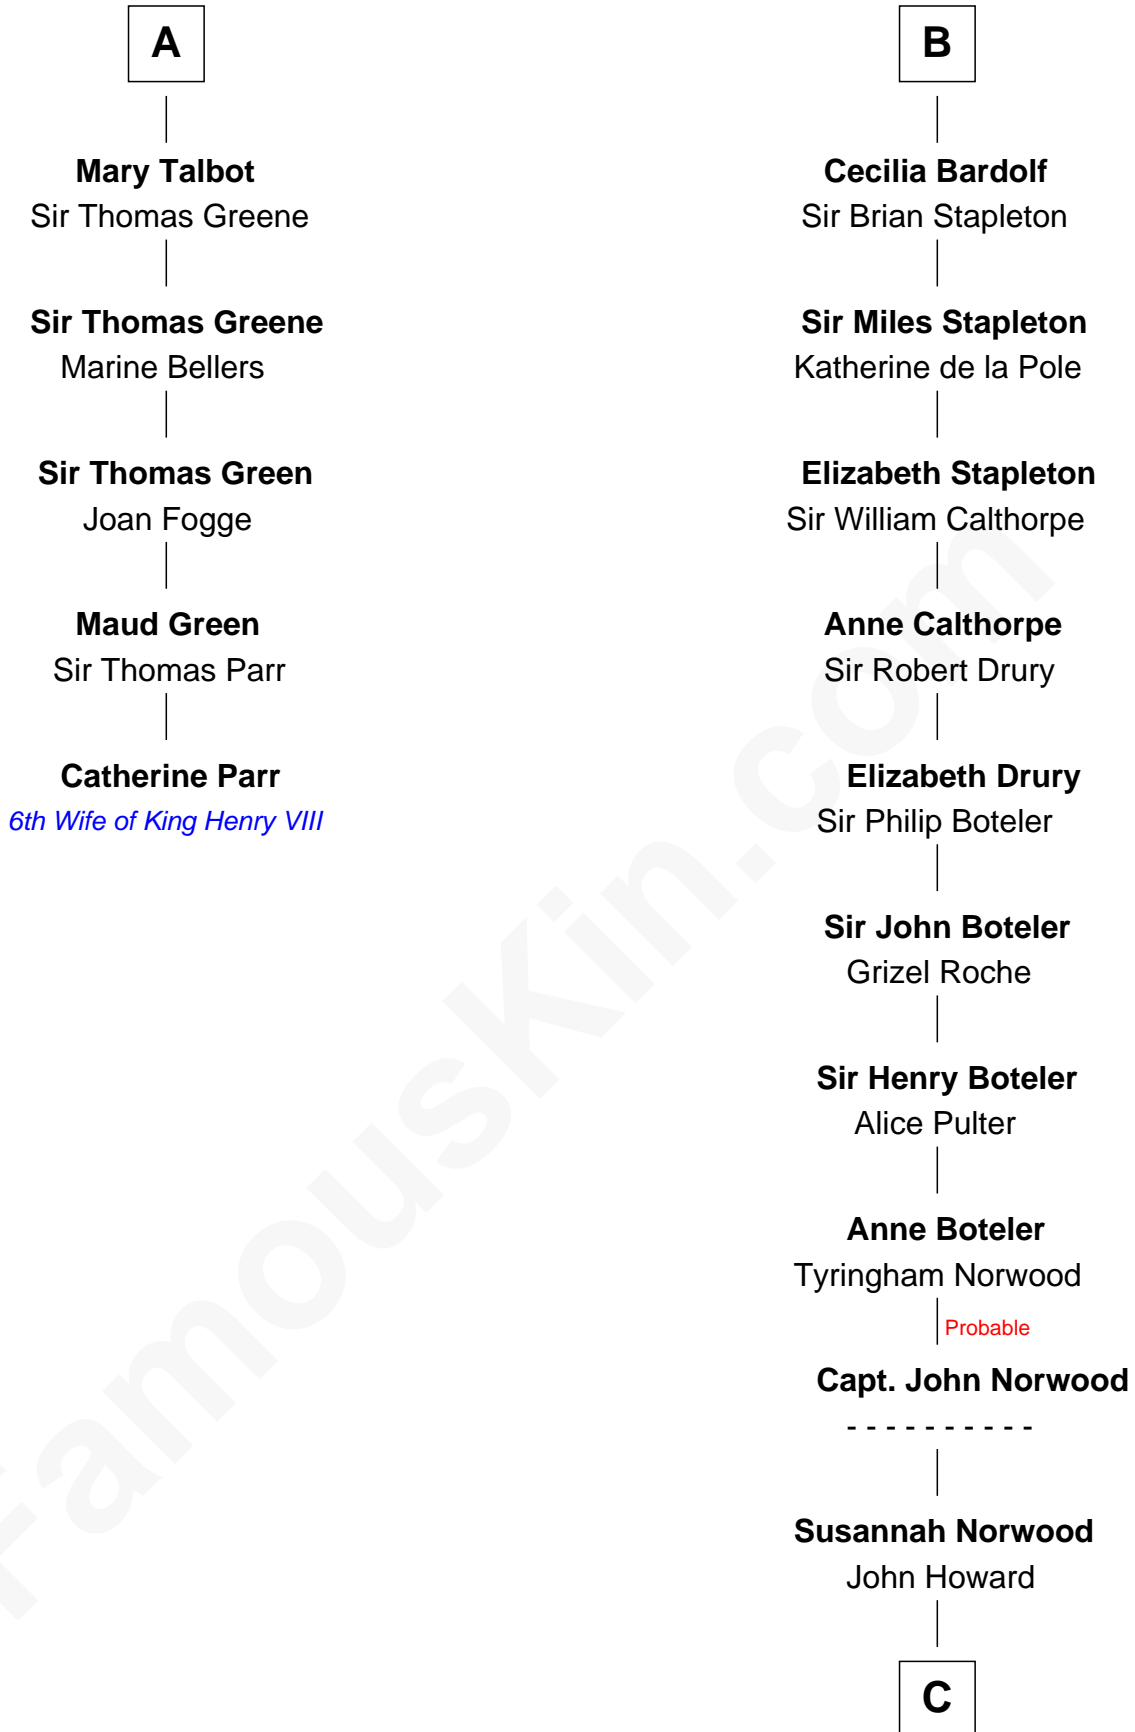 A
Mary Talbot
Sir Thomas Greene
Sir Thomas Greene
Marine Bellers
Sir Thomas Green
Joan Fogge
Maud Green
Sir Thomas Parr
Catherine Parr
6th Wife of King Henry VIII
B
Cecilia Bardolf
Sir Brian Stapleton
Sir Miles Stapleton
Katherine de la Pole
Elizabeth Stapleton
Sir William Calthorpe
Anne Calthorpe
Sir Robert Drury
Elizabeth Drury
Sir Philip Boteler
Sir John Boteler
Grizel Roche
Sir Henry Boteler
Alice Pulter
Anne Boteler
Tyringham Norwood
Probable
Capt. John Norwood
- - - - - - - - - -
Susannah Norwood
John Howard
C
FamousKin.com